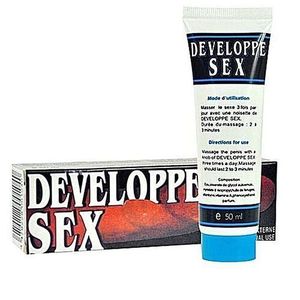 DEVELOPPE
SEX
Mode d'utilisation
Masser le sexe 3 fois par
jour avec une noisette de
DEVELOPPE SEX.
Durée du massage : 2 à
3 minutes
Directions for use
Massage the penis with a
knob of DEVELOPPE SEX
three times a day. Massage
should last 2 to 3 minutes
Composition
e 50 ml
DEVELOPPE
SEX
EXTERNE
USE